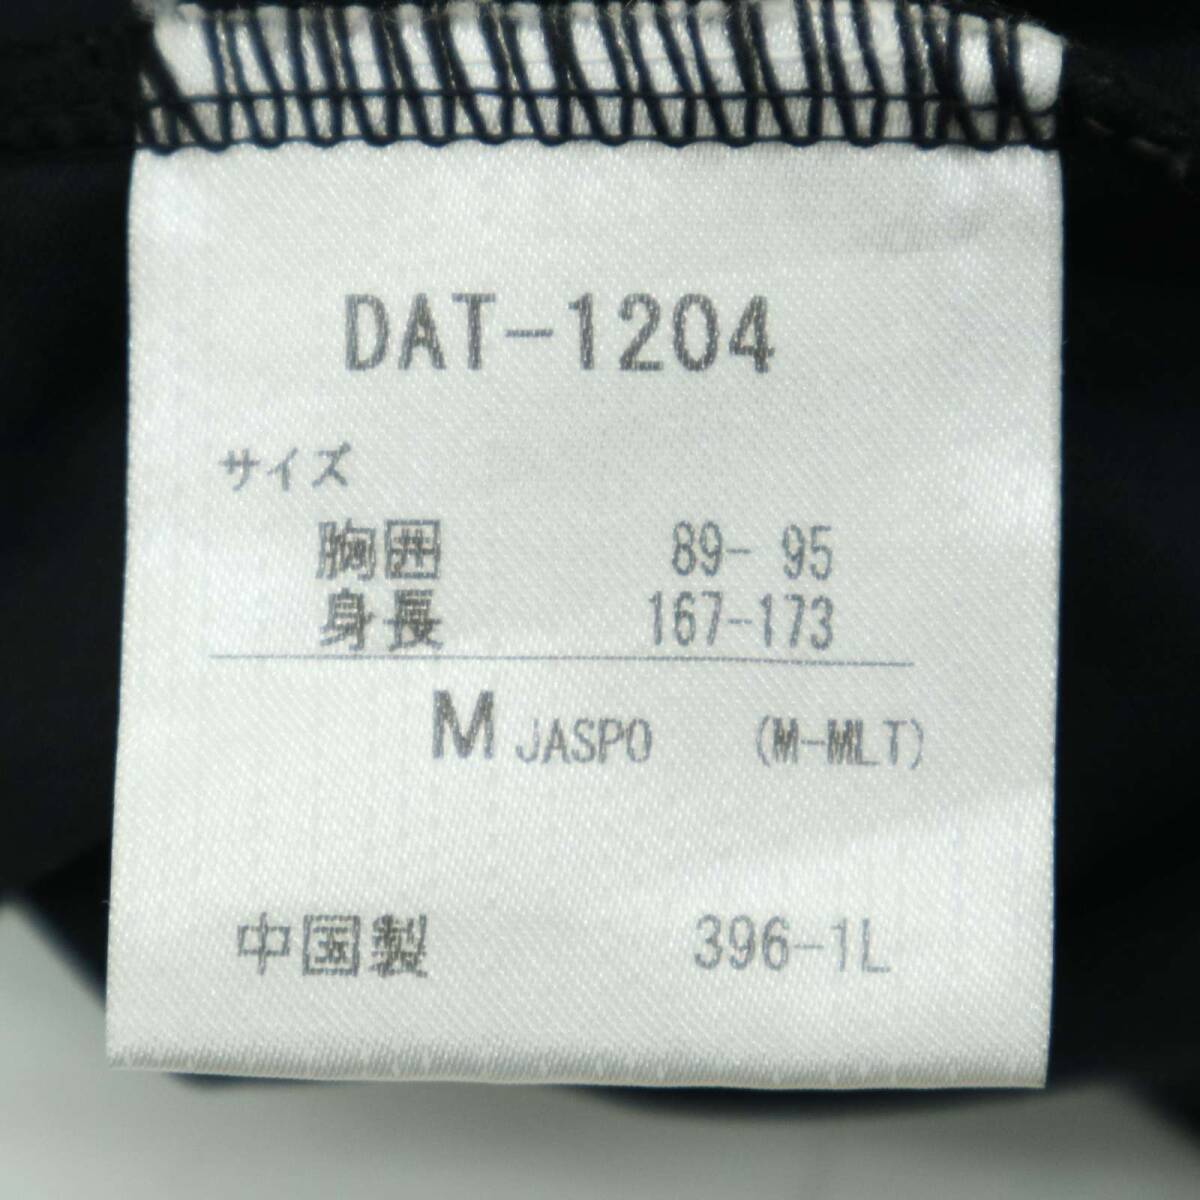 DAT-1204
サイズ
胸囲 89- 95
身長 167-173
M JASPO (M-MLT)
中国製 396-1L